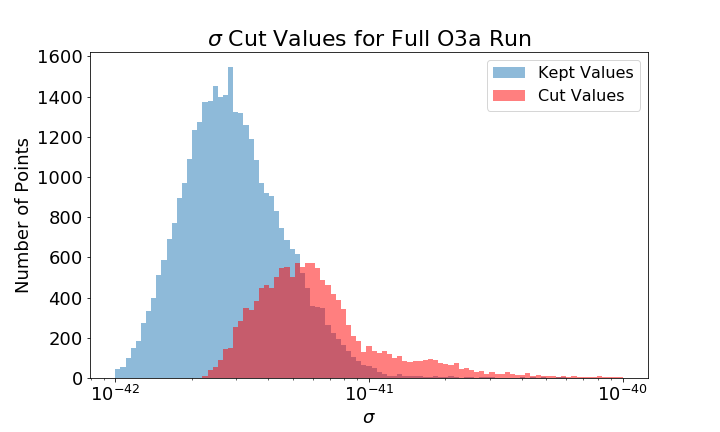 σ Cut Values for Full O3a Run
Kept Values
Cut Values
Number of Points
1600
1400
1200
1000
800
600
400
200
0
10⁻⁴² 10⁻⁴¹ 10⁻⁴⁰
σ